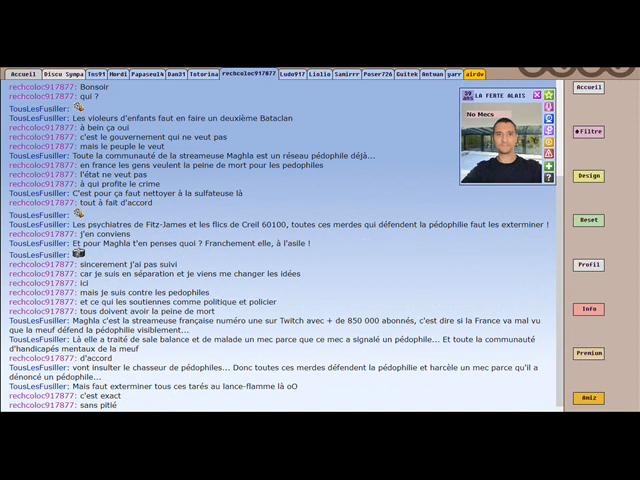 Accueil Discu Sympa Tns91 Mordi Papaseul4 Dan31 Totorina rechcoloc917877 Ludo917 Liolio Samirrr Poser726 Guitek Antuan yarr airde
rechcoloc917877: Bonsoir
rechcoloc917877: qui ?
TousLesFusiller:
TousLesFusiller: Les violeurs d'enfants faut en faire un deuxième Bataclan
rechcoloc917877: à bein ça oui
rechcoloc917877: c'est le gouvernement qui ne veut pas
rechcoloc917877: mais le peuple le veut
TousLesFusiller: Toute la communauté de la streameuse Maghla est un réseau pédophile déjà...
rechcoloc917877: en france les gens veulent la peine de mort pour les pedophiles
rechcoloc917877: l'état ne veut pas
rechcoloc917877: à qui profite le crime
TousLesFusiller: C'est pour ça faut nettoyer à la sulfateuse là
rechcoloc917877: tout à fait d'accord
TousLesFusiller:
TousLesFusiller: Les psychiatres de Fitz-James et les flics de Creil 60100, toutes ces merdes qui défendent la pédophilie faut les exterminer !
rechcoloc917877: j'en conviens
TousLesFusiller: Et pour Maghla t'en penses quoi ? Franchement elle, à l'asile !
TousLesFusiller:
rechcoloc917877: sincerement j'ai pas suivi
rechcoloc917877: car je suis en séparation et je viens me changer les idées
rechcoloc917877: ici
rechcoloc917877: mais je suis contre les pedophiles
rechcoloc917877: et ce qui les soutiennes comme politique et policier
rechcoloc917877: tous doivent avoir la peine de mort
TousLesFusiller: Maghla c'est la streameuse française numéro une sur Twitch avec + de 850 000 abonnés, c'est dire si la France va mal vu
que la meuf défend la pédophilie visiblement...
TousLesFusiller: Là elle a traité de sale balance et de malade un mec parce que ce mec a signalé un pédophile... Et toute la communauté
d'handicapés mentaux de la meuf
rechcoloc917877: d'accord
TousLesFusiller: vont insulter le chasseur de pédophiles... Donc toutes ces merdes défendent la pédophilie et harcèle un mec parce qu'il a
dénoncé un pédophile...
TousLesFusiller: Mais faut exterminer tous ces tarés au lance-flamme là oO
rechcoloc917877: c'est exact
rechcoloc917877: sans pitié
39 ans LA FERTE ALAIS
No Mecs
Accueil
Filtre
Design
Reset
Profil
Info
Premium
Amiz